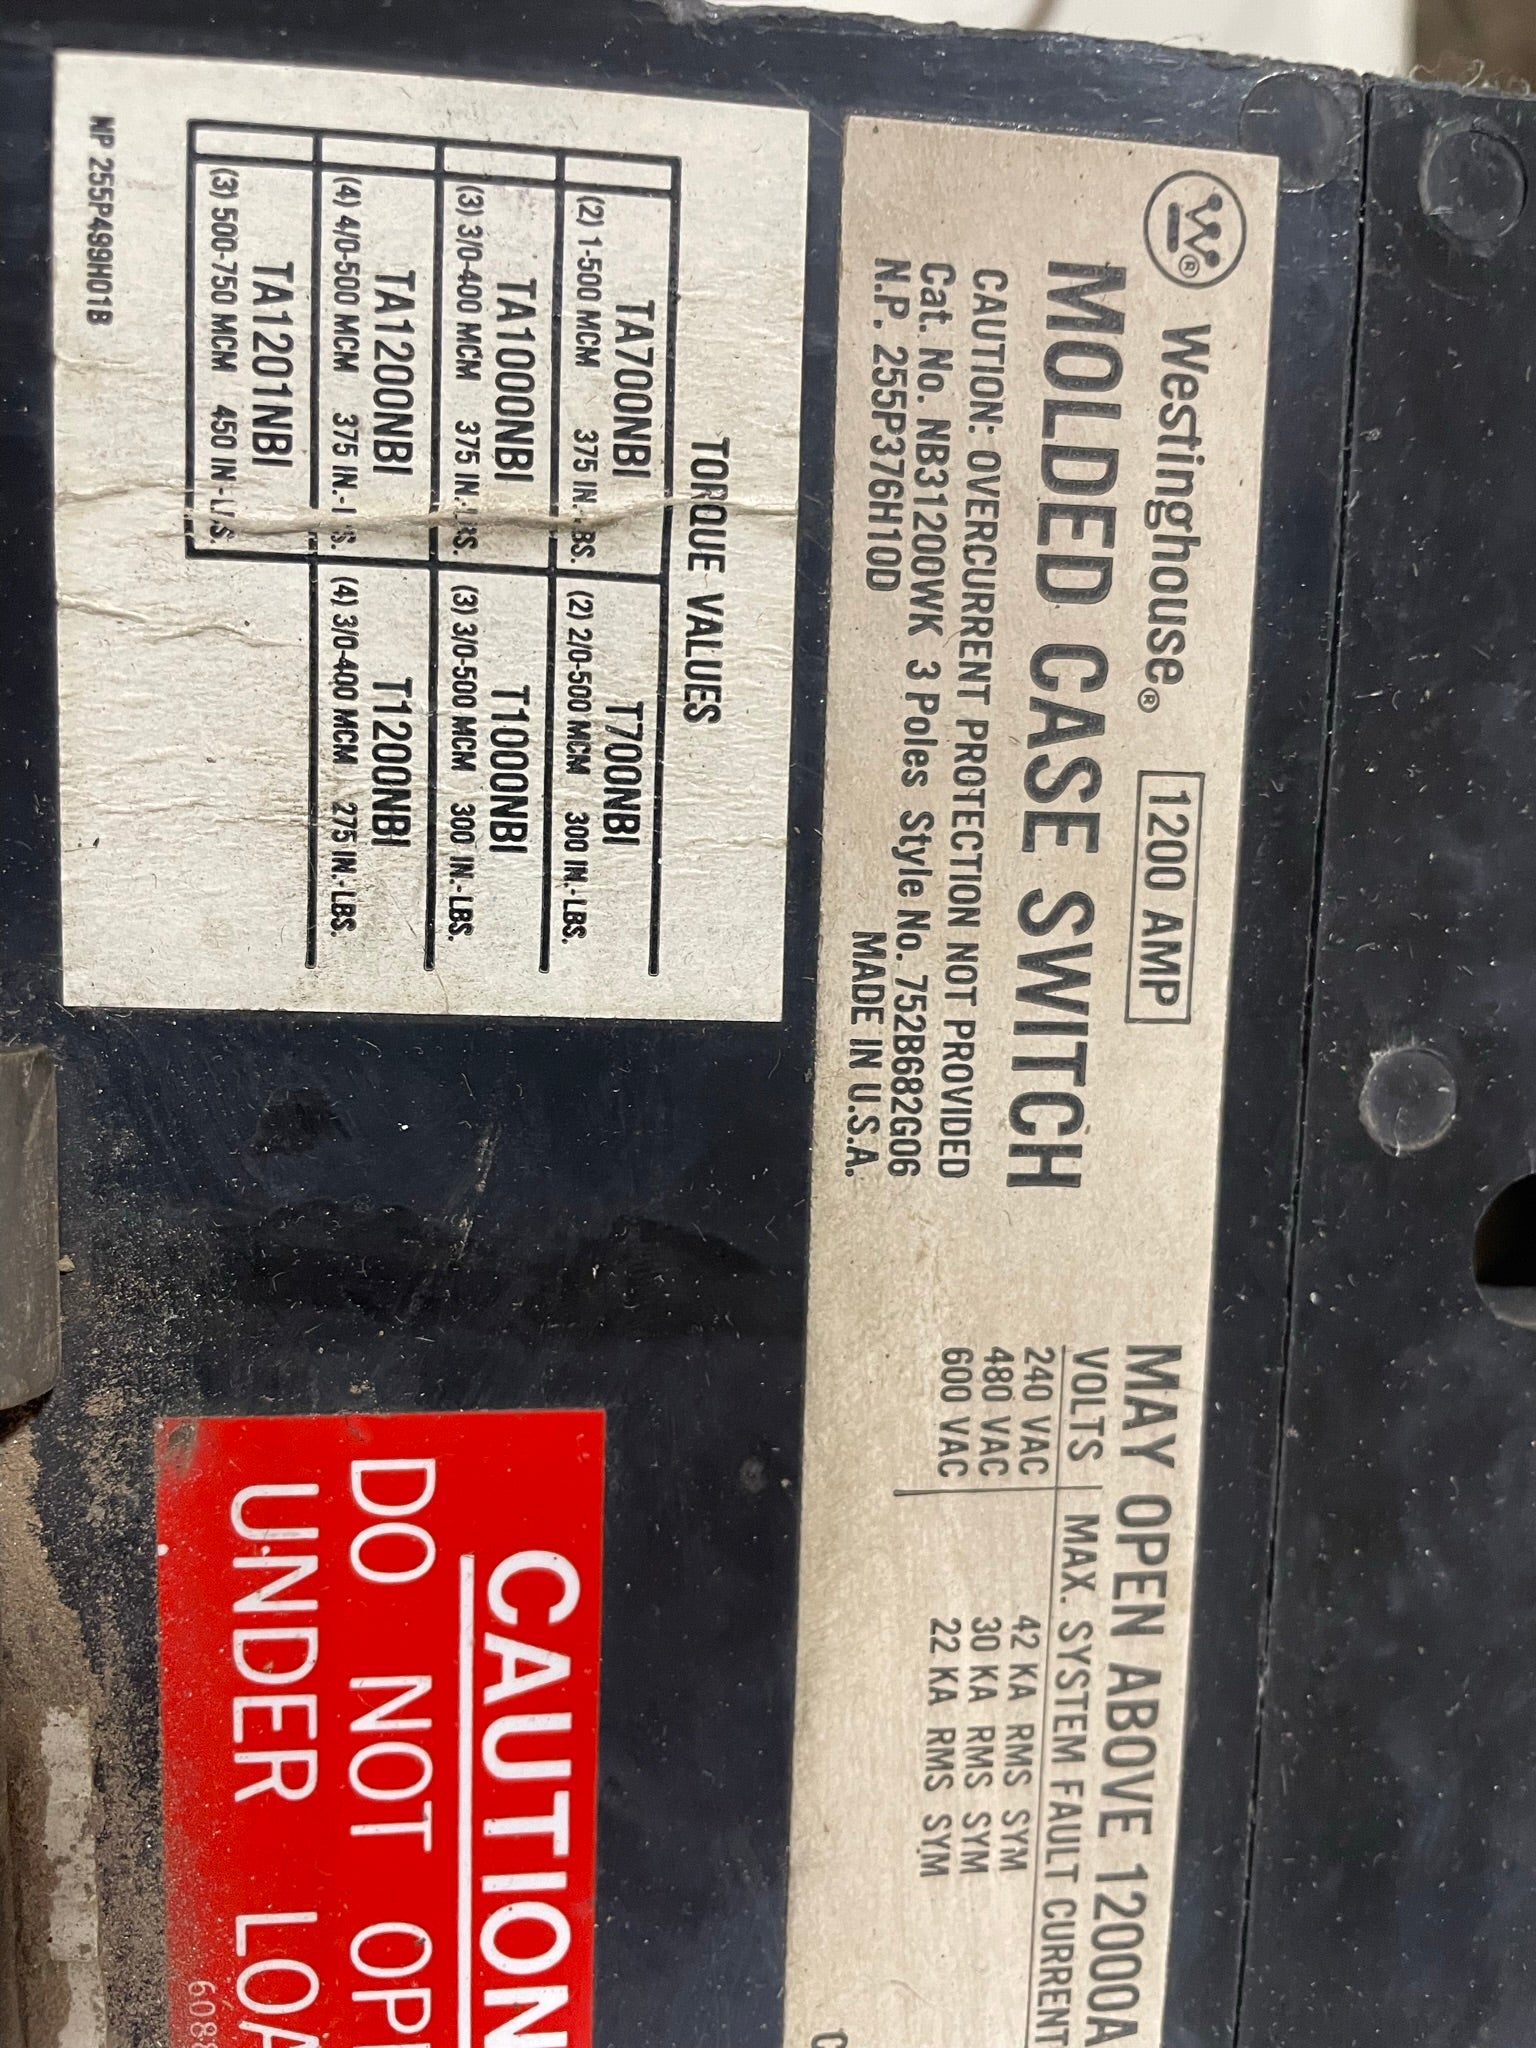 Westinghouse® 1200 AMP
MOLDED CASE SWITCH
CAUTION: OVERCURRENT PROTECTION NOT PROVIDED
Cat. No. NB31200WK 3 Poles Style No. 752B682G06
N.P. 255P376H10D MADE IN U.S.A.
MAY OPEN ABOVE 12000A
VOLTS MAX. SYSTEM FAULT CURRENT
240 VAC 42 KA RMS SYM
480 VAC 30 KA RMS SYM
600 VAC 22 KA RMS SYM
TORQUE VALUES
TA700NBI T700NBI
(2) 1-500 MCM 375 IN.-LBS. (2) 2/0-500 MCM 300 IN.-LBS.
TA1000NBI T1000NBI
(3) 3/0-400 MCM 375 IN.-LBS. (3) 3/0-500 MCM 300 IN.-LBS.
TA1200NBI T1200NBI
(4) 4/0-500 MCM 375 IN.-LBS. (4) 3/0-400 MCM 275 IN.-LBS.
TA1201NBI
(3) 500-750 MCM 450 IN.-LBS.
NP 255P499H01B
CAUTION
DO NOT OP
UNDER LOA
6088